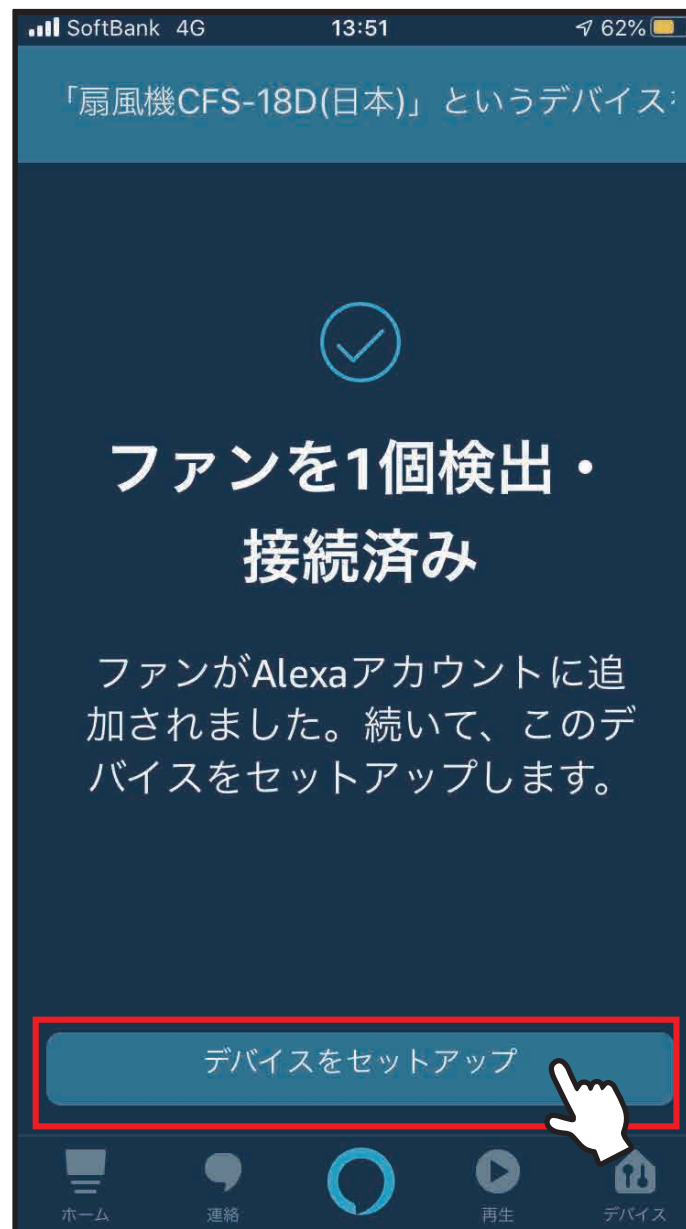 SoftBank 4G 13:51 62%
「扇風機CFS-18D(日本)」というデバイス
ファンを1個検出・
接続済み
ファンがAlexaアカウントに追
加されました。続いて、このデ
バイスをセットアップします。
デバイスをセットアップ
ホーム 連絡 再生 デバイス